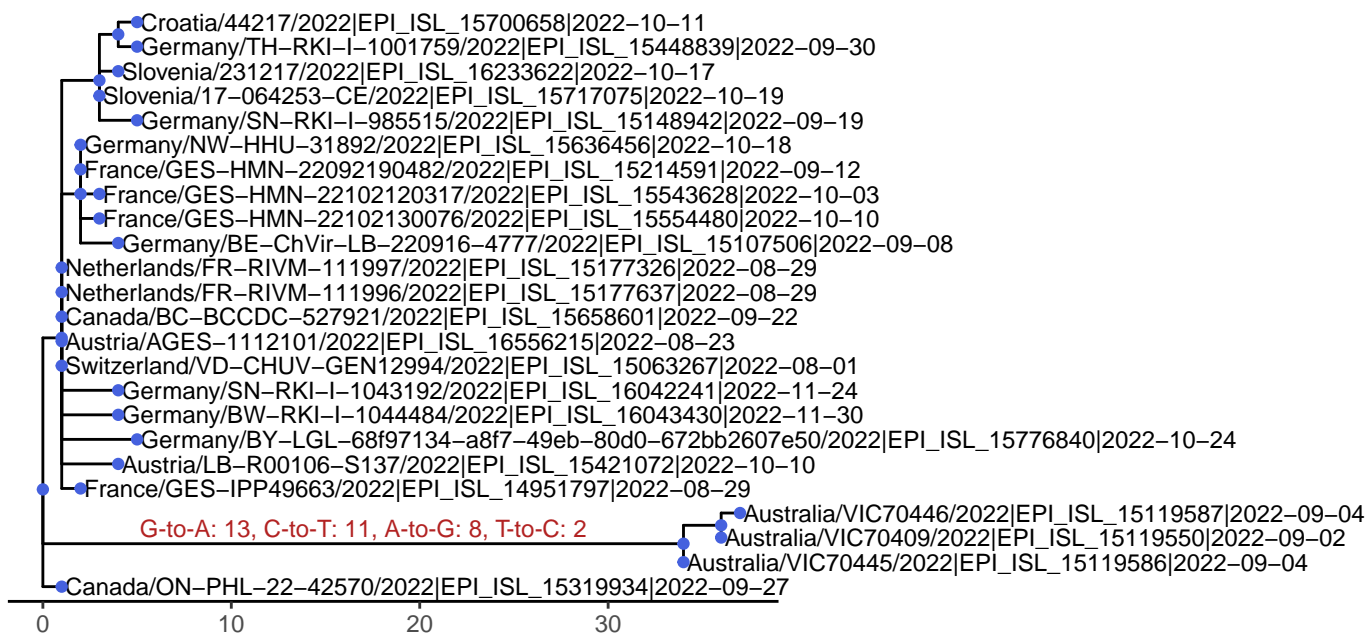 Croatia/44217/2022|EPI_ISL_15700658|2022−10−11
Germany/TH−RKI−I−1001759/2022|EPI_ISL_15448839|2022−09−30
Slovenia/231217/2022|EPI_ISL_16233622|2022−10−17
Slovenia/17−064253−CE/2022|EPI_ISL_15717075|2022−10−19
Germany/SN−RKI−I−985515/2022|EPI_ISL_15148942|2022−09−19
Germany/NW−HHU−31892/2022|EPI_ISL_15636456|2022−10−18
France/GES−HMN−22092190482/2022|EPI_ISL_15214591|2022−09−12
France/GES−HMN−22102120317/2022|EPI_ISL_15543628|2022−10−03
France/GES−HMN−22102130076/2022|EPI_ISL_15554480|2022−10−10
Germany/BE−ChVir−LB−220916−4777/2022|EPI_ISL_15107506|2022−09−08
Netherlands/FR−RIVM−111997/2022|EPI_ISL_15177326|2022−08−29
Netherlands/FR−RIVM−111996/2022|EPI_ISL_15177637|2022−08−29
Canada/BC−BCCDC−527921/2022|EPI_ISL_15658601|2022−09−22
Austria/AGES−1112101/2022|EPI_ISL_16556215|2022−08−23
Switzerland/VD−CHUV−GEN12994/2022|EPI_ISL_15063267|2022−08−01
Germany/SN−RKI−I−1043192/2022|EPI_ISL_16042241|2022−11−24
Germany/BW−RKI−I−1044484/2022|EPI_ISL_16043430|2022−11−30
Germany/BY−LGL−68f97134−a8f7−49eb−80d0−672bb2607e50/2022|EPI_ISL_15776840|2022−10−24
Austria/LB−R00106−S137/2022|EPI_ISL_15421072|2022−10−10
France/GES−IPP49663/2022|EPI_ISL_14951797|2022−08−29
Australia/VIC70446/2022|EPI_ISL_15119587|2022−09−04
G-to-A: 13, C-to-T: 11, A-to-G: 8, T-to-C: 2
Australia/VIC70409/2022|EPI_ISL_15119550|2022−09−02
Australia/VIC70445/2022|EPI_ISL_15119586|2022−09−04
Canada/ON−PHL−22−42570/2022|EPI_ISL_15319934|2022−09−27
0 10 20 30